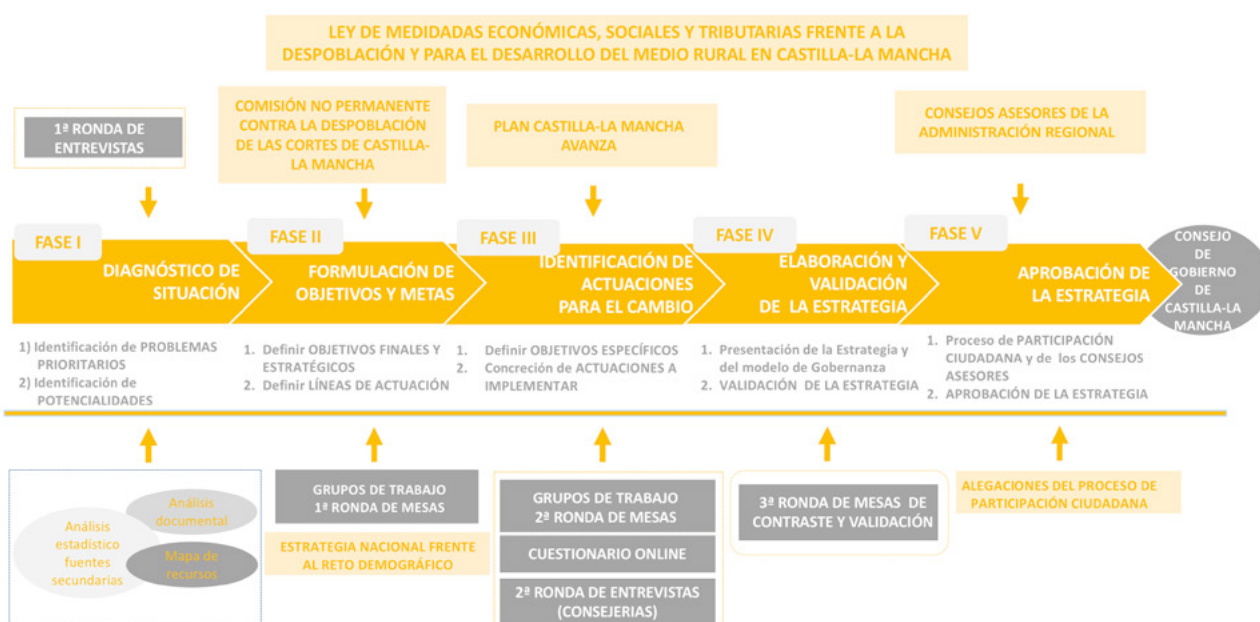 LEY DE MEDIDADAS ECONÓMICAS, SOCIALES Y TRIBUTARIAS FRENTE A LA
DESPOBLACIÓN Y PARA EL DESARROLLO DEL MEDIO RURAL EN CASTILLA-LA MANCHA
1ª RONDA DE
ENTREVISTAS
COMISIÓN NO PERMANENTE
CONTRA LA DESPOBLACIÓN
DE LAS CORTES DE CASTILLA-
LA MANCHA
PLAN CASTILLA-LA MANCHA
AVANZA
CONSEJOS ASESORES DE LA
ADMINISTRACIÓN REGIONAL
FASE I
DIAGNÓSTICO DE
SITUACIÓN
FASE II
FORMULACIÓN DE
OBJETIVOS Y METAS
FASE III
IDENTIFICACIÓN DE
ACTUACIONES
PARA EL CAMBIO
FASE IV
ELABORACIÓN Y
VALIDACIÓN
DE LA ESTRATEGIA
FASE V
APROBACIÓN DE
LA ESTRATEGIA
CONSEJO
DE
GOBIERNO
DE
CASTILLA-LA
MANCHA
1) Identificación de PROBLEMAS
PRIORITARIOS
2) Identificación de
POTENCIALIDADES
1. Definir OBJETIVOS FINALES Y
ESTRATÉGICOS
2. Definir LÍNEAS DE ACTUACIÓN
1. Definir OBJETIVOS ESPECÍFICOS
2. Concreción de ACTUACIONES A
IMPLEMENTAR
1. Presentación de la Estrategia y
del modelo de Gobernanza
2. VALIDACIÓN DE LA ESTRATEGIA
1. Proceso de PARTICIPACIÓN
CIUDADANA y de los CONSEJOS
ASESORES
2. APROBACIÓN DE LA ESTRATEGIA
Análisis
documental
Análisis
estadístico
fuentes
secundarias
Mapa de
recursos
GRUPOS DE TRABAJO
1ª RONDA DE MESAS
ESTRATEGIA NACIONAL FRENTE
AL RETO DEMOGRÁFICO
GRUPOS DE TRABAJO
2ª RONDA DE MESAS
CUESTIONARIO ONLINE
2ª RONDA DE ENTREVISTAS
(CONSEJERIAS)
3ª RONDA DE MESAS DE
CONTRASTE Y VALIDACIÓN
ALEGACIONES DEL PROCESO DE
PARTICIPACIÓN CIUDADANA